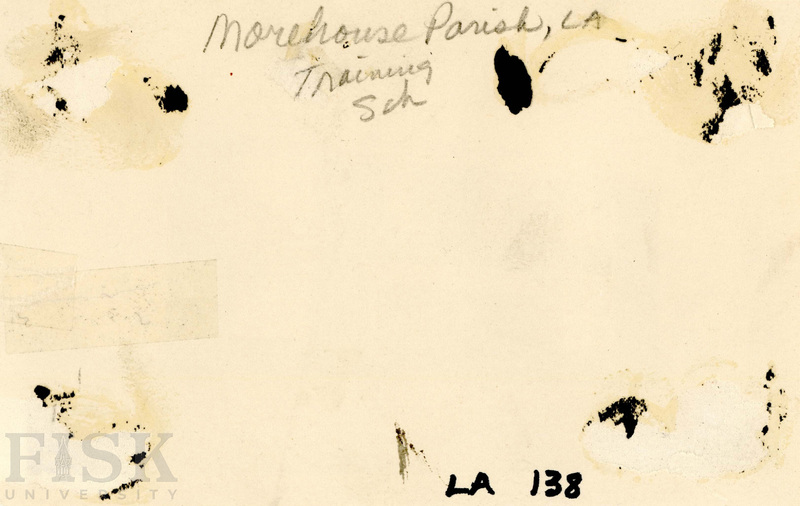 Morehouse Parish, LA
Training
Sch
LA 138
FISK
UNIVERSITY